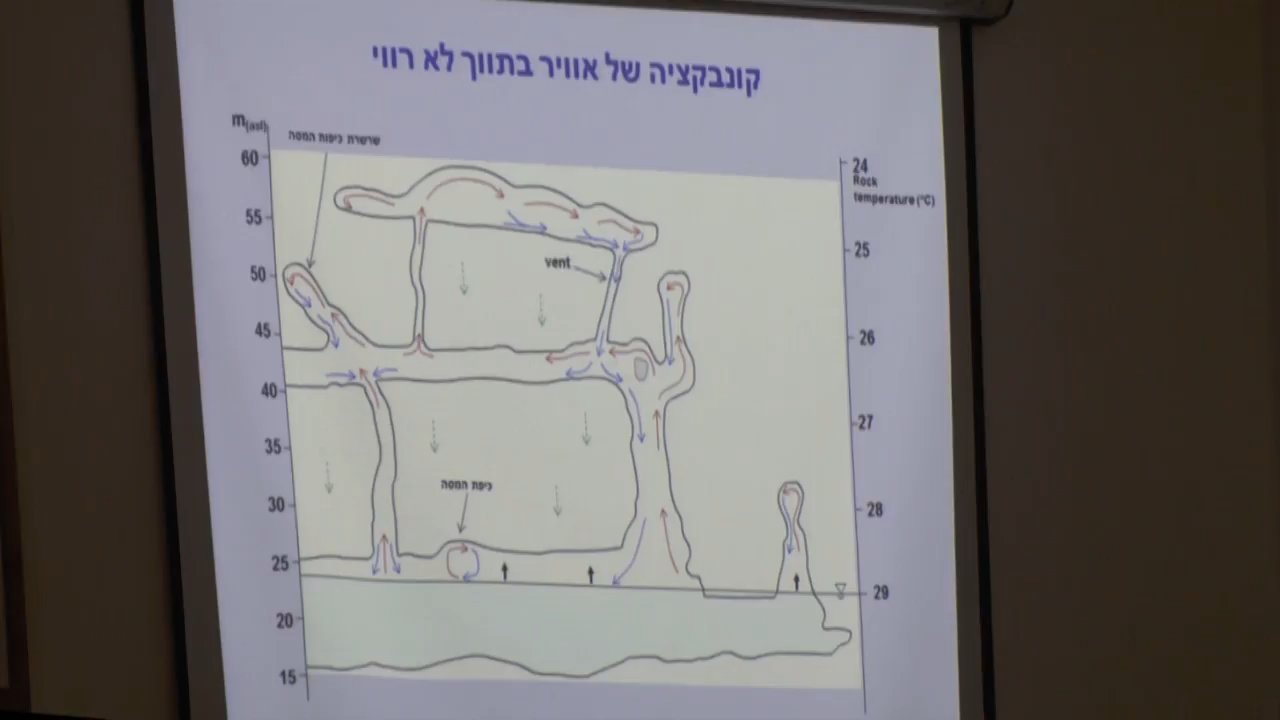 קונבקציה של אוויר בתווך לא רווי
m(asl)
שרשרת כיפות המסה
60
55
50
45
40
35
30
25
20
15
24
Rock
temperature (°C)
25
26
27
28
29
vent
כיפת המסה